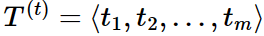 T^{(t)} = ⟨t_1, t_2, …, t_m⟩